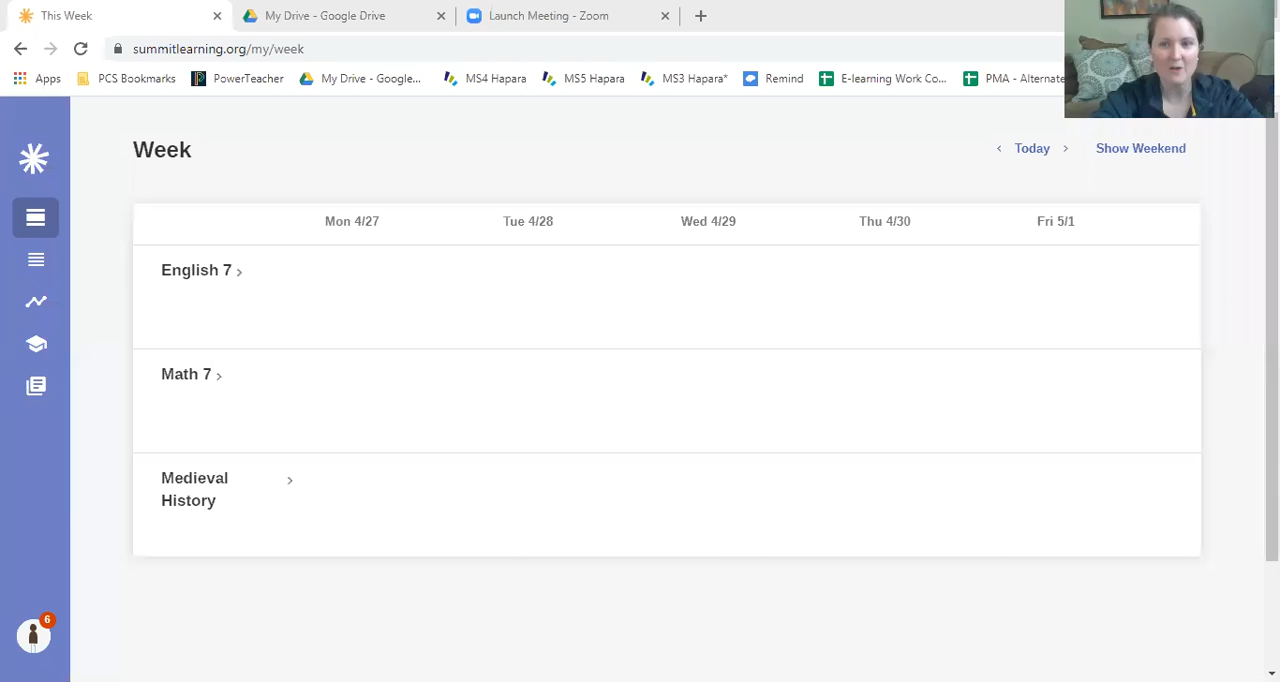 This Week
My Drive - Google Drive
Launch Meeting - Zoom
summitlearning.org/my/week
Apps
PCS Bookmarks
PowerTeacher
My Drive - Google...
MS4 Hapara
MS5 Hapara
MS3 Hapara*
Remind
E-learning Work Co...
PMA - Alternate
Week
Today
Show Weekend
Mon 4/27
Tue 4/28
Wed 4/29
Thu 4/30
Fri 5/1
English 7
Math 7
Medieval
History
6